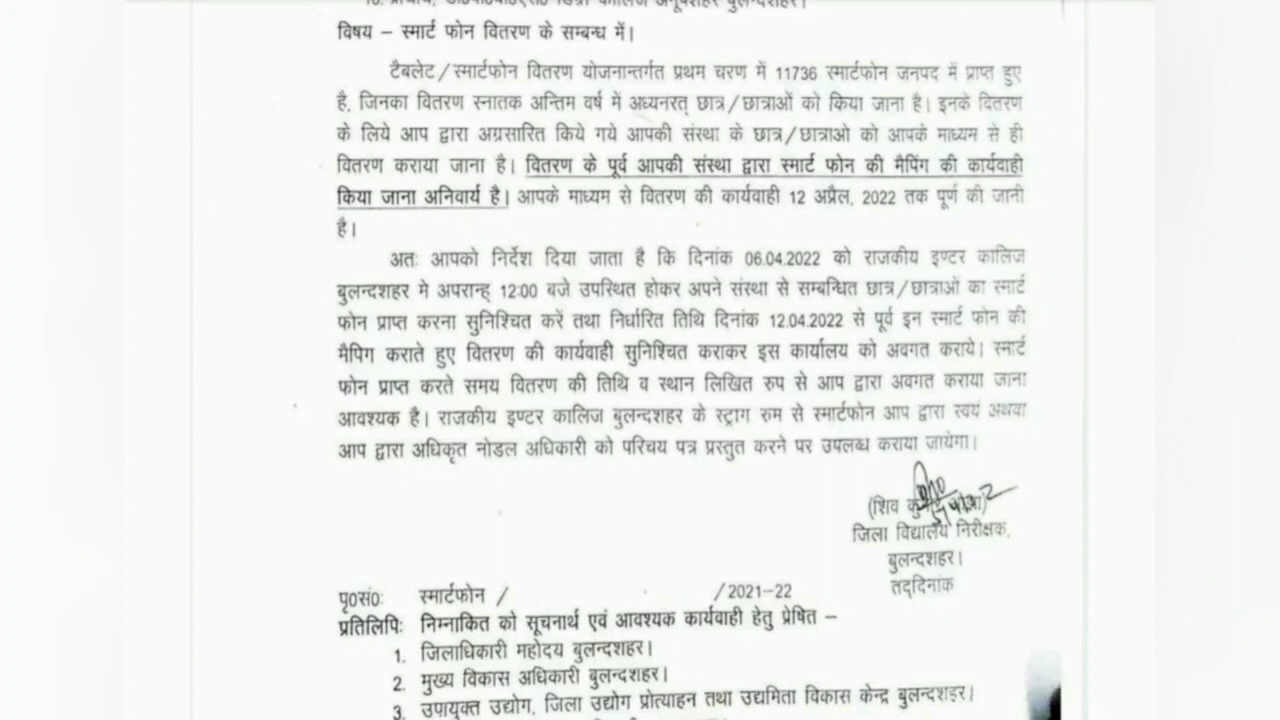 विषय – स्मार्ट फोन वितरण के सम्बन्ध में।
टैबलेट/स्मार्टफोन वितरण योजनान्तर्गत प्रथम चरण में 11736 स्मार्टफोन जनपद में प्राप्त हुए
है, जिनका वितरण स्नातक अन्तिम वर्ष में अध्यनरत् छात्र/छात्राओं को किया जाना है। इनके वितरण
के लिये आप द्वारा अग्रसारित किये गये आपकी संस्था के छात्र/छात्राओ को आपके माध्यम से ही
वितरण कराया जाना है। वितरण के पूर्व आपकी संस्था द्वारा स्मार्ट फोन की मैपिंग की कार्यवाही
किया जाना अनिवार्य है। आपके माध्यम से वितरण की कार्यवाही 12 अप्रैल, 2022 तक पूर्ण की जानी
है।
अतः आपको निर्देश दिया जाता है कि दिनांक 06.04.2022 को राजकीय इण्टर कालिज
बुलन्दशहर मे अपरान्ह् 12:00 बजे उपस्थित होकर अपने संस्था से सम्बन्धित छात्र/छात्राओं का स्मार्ट
फोन प्राप्त करना सुनिश्चित करें तथा निर्धारित तिथि दिनांक 12.04.2022 से पूर्व इन स्मार्ट फोन की
मैपिग कराते हुए वितरण की कार्यवाही सुनिश्चित कराकर इस कार्यालय को अवगत कराये। स्मार्ट
फोन प्राप्त करते समय वितरण की तिथि व स्थान लिखित रुप से आप द्वारा अवगत कराया जाना
आवश्यक है। राजकीय इण्टर कालिज बुलन्दशहर के स्ट्राग रुम से स्मार्टफोन आप द्वारा स्वयं अथवा
आप द्वारा अधिकृत नोडल अधिकारी को परिचय पत्र प्रस्तुत करने पर उपलब्ध कराया जायेगा।
(शिव
जिला विद्यालय निरीक्षक,
बुलन्दशहर।
तद्दिनांक
पृ0सं0: स्मार्टफोन / /2021-22
प्रतिलिपिः निम्नाकित को सूचनार्थ एवं आवश्यक कार्यवाही हेतु प्रेषित –
1. जिलाधिकारी महोदय बुलन्दशहर।
2. मुख्य विकास अधिकारी बुलन्दशहर।
3. उपायुक्त उद्योग, जिला उद्योग प्रोत्याहन तथा उद्यमिता विकास केन्द्र बुलन्दशहर।